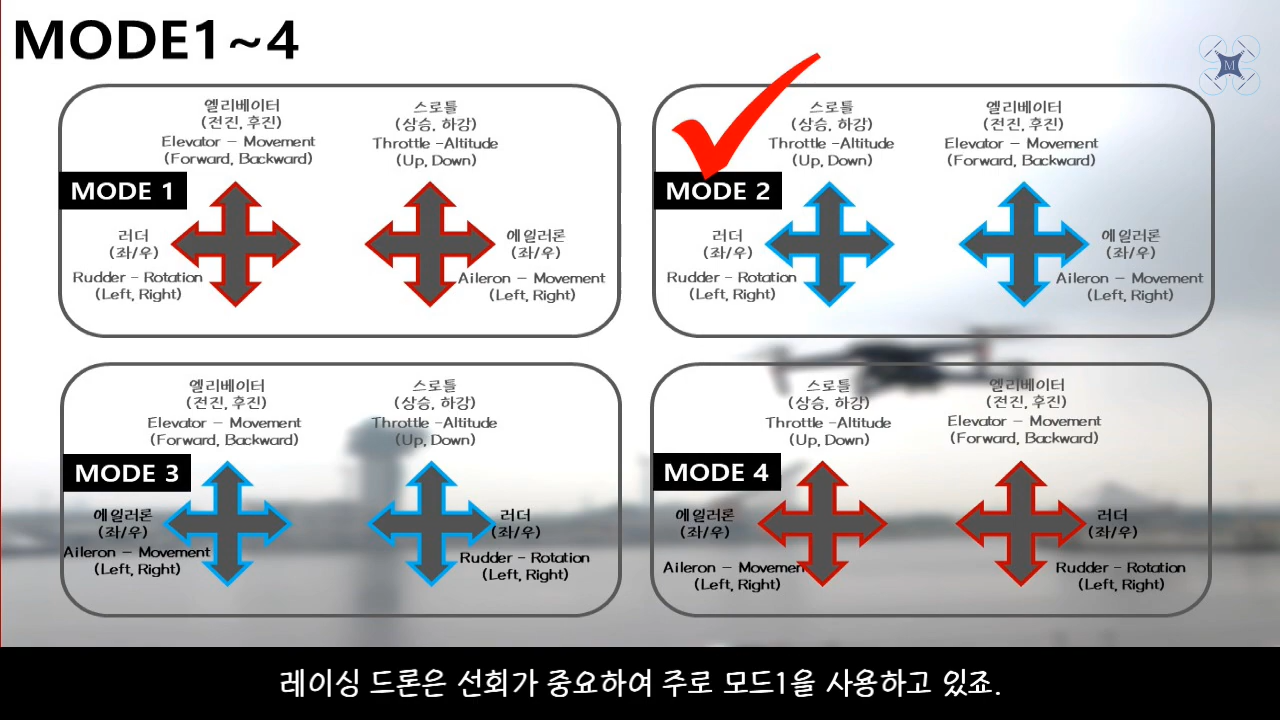 MODE1~4
M
엘리베이터
(전진, 후진)
Elevator - Movement
(Forward, Backward)
스로틀
(상승, 하강)
Throttle -Altitude
(Up, Down)
MODE 1
러더
(좌/우)
Rudder - Rotation
(Left, Right)
에일러론
(좌/우)
Aileron - Movement
(Left, Right)
스로틀
(상승, 하강)
Throttle -Altitude
(Up, Down)
엘리베이터
(전진, 후진)
Elevator - Movement
(Forward, Backward)
MODE 2
러더
(좌/우)
Rudder - Rotation
(Left, Right)
에일러론
(좌/우)
Aileron - Movement
(Left, Right)
엘리베이터
(전진, 후진)
Elevator - Movement
(Forward, Backward)
스로틀
(상승, 하강)
Throttle -Altitude
(Up, Down)
MODE 3
에일러론
(좌/우)
Aileron - Movement
(Left, Right)
러더
(좌/우)
Rudder - Rotation
(Left, Right)
스로틀
(상승, 하강)
Throttle -Altitude
(Up, Down)
엘리베이터
(전진, 후진)
Elevator - Movement
(Forward, Backward)
MODE 4
에일러론
(좌/우)
Aileron - Movement
(Left, Right)
러더
(좌/우)
Rudder - Rotation
(Left, Right)
레이싱 드론은 선회가 중요하여 주로 모드1을 사용하고 있죠.